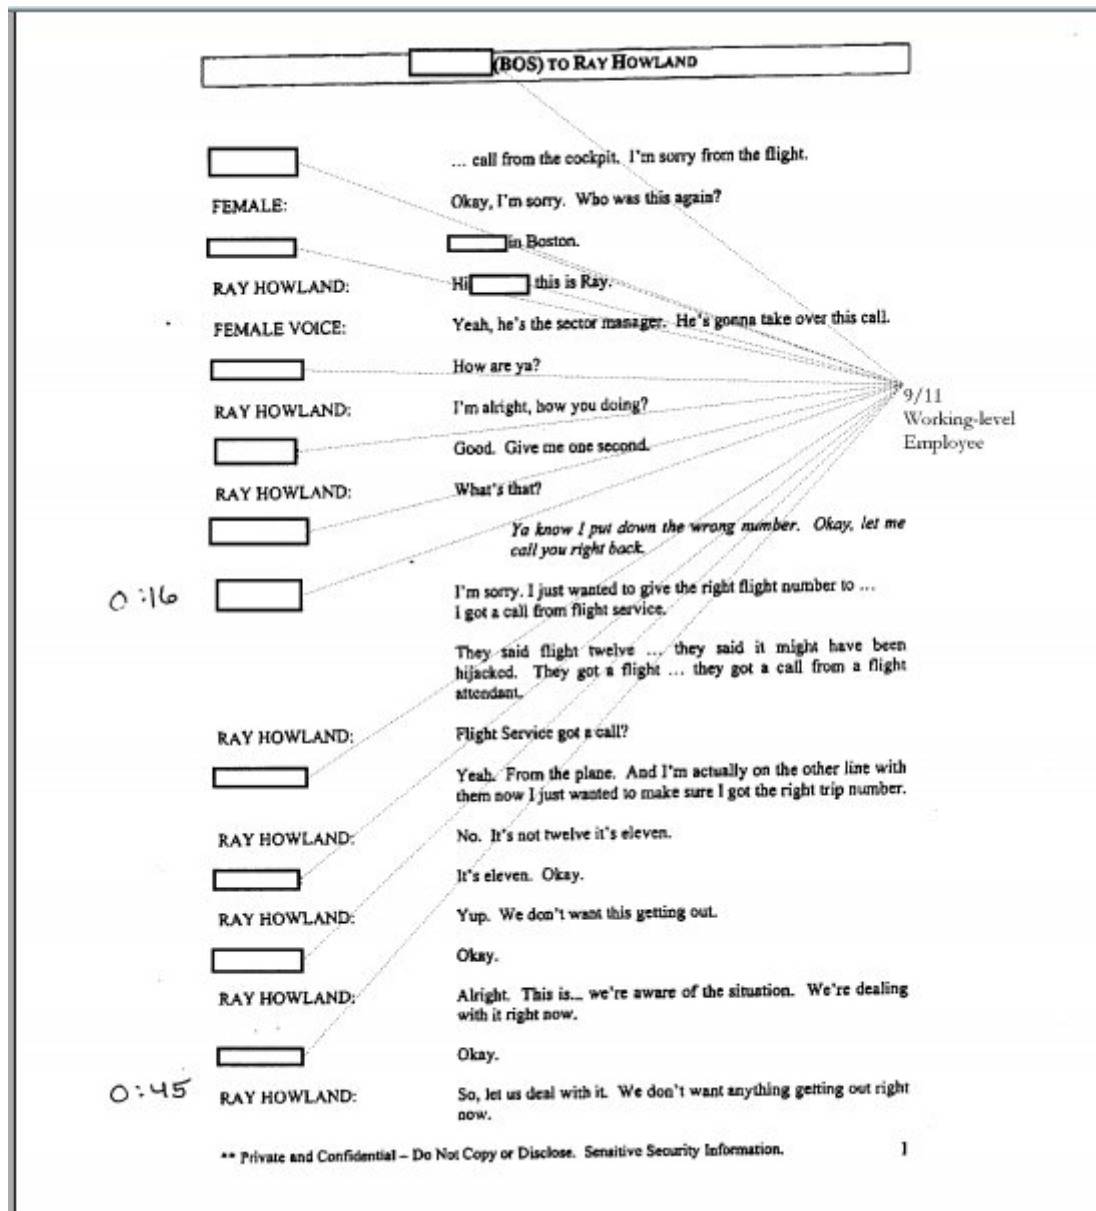 (BOS) TO RAY HOWLAND
... call from the cockpit. I'm sorry from the flight.
FEMALE: Okay, I'm sorry. Who was this again?
in Boston.
RAY HOWLAND: Hi this is Ray.
FEMALE VOICE: Yeah, he's the sector manager. He's gonna take over this call.
How are ya?
9/11
Working-level
Employee
RAY HOWLAND: I'm alright, how you doing?
Good. Give me one second.
RAY HOWLAND: What's that?
Ya know I put down the wrong number. Okay, let me
call you right back.
0:16
I'm sorry. I just wanted to give the right flight number to ...
I got a call from flight service.
They said flight twelve ... they said it might have been
hijacked. They got a flight ... they got a call from a flight
attendant.
RAY HOWLAND: Flight Service got a call?
Yeah. From the plane. And I'm actually on the other line with
them now I just wanted to make sure I got the right trip number.
RAY HOWLAND: No. It's not twelve it's eleven.
It's eleven. Okay.
RAY HOWLAND: Yup. We don't want this getting out.
Okay.
RAY HOWLAND: Alright. This is... we're aware of the situation. We're dealing
with it right now.
Okay.
0:45
RAY HOWLAND: So, let us deal with it. We don't want anything getting out right
now.
** Private and Confidential – Do Not Copy or Disclose. Sensitive Security Information. 1